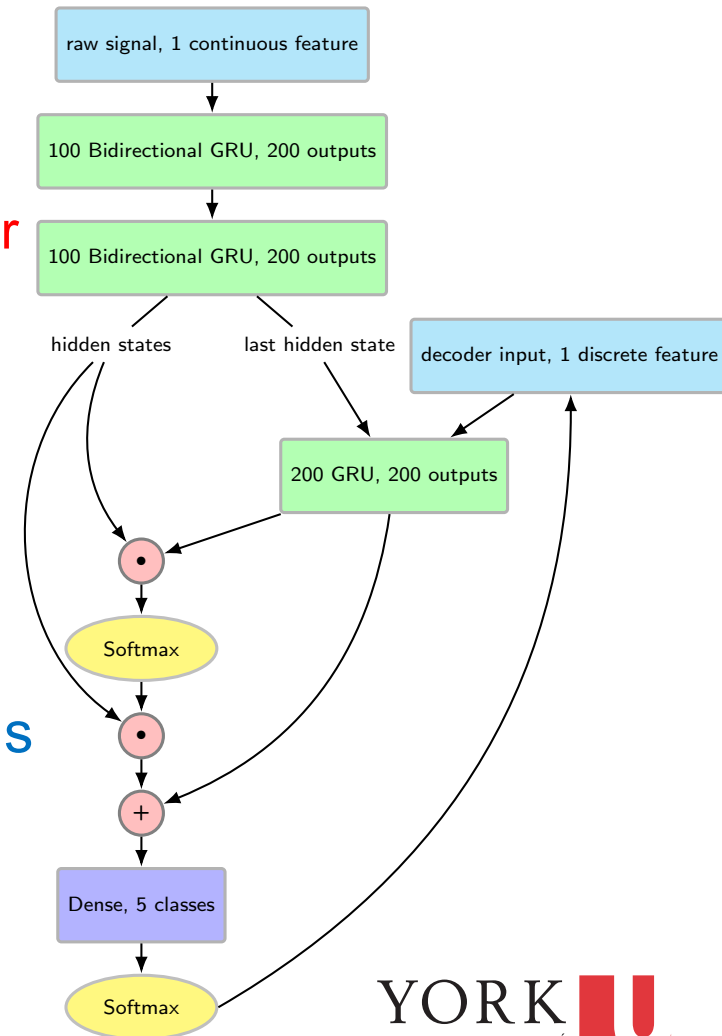 raw signal, 1 continuous feature
100 Bidirectional GRU, 200 outputs
r
100 Bidirectional GRU, 200 outputs
hidden states
last hidden state
decoder input, 1 discrete feature
200 GRU, 200 outputs
•
Softmax
s
•
+
Dense, 5 classes
Softmax
YORK U